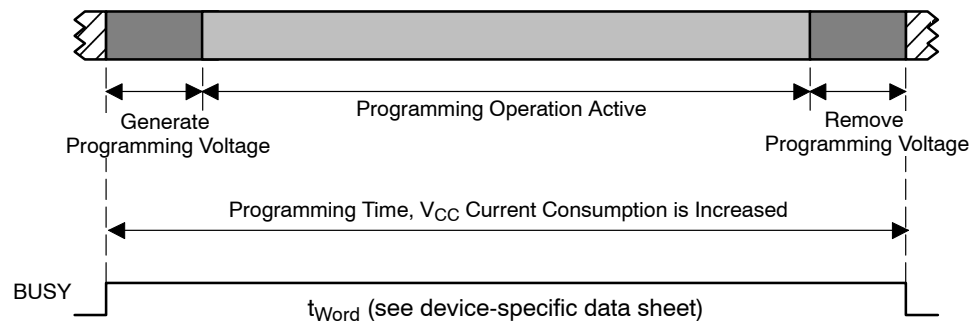 Programming Operation Active
Generate
Programming Voltage
Remove
Programming Voltage
Programming Time, VCC Current Consumption is Increased
BUSY
tWord (see device-specific data sheet)